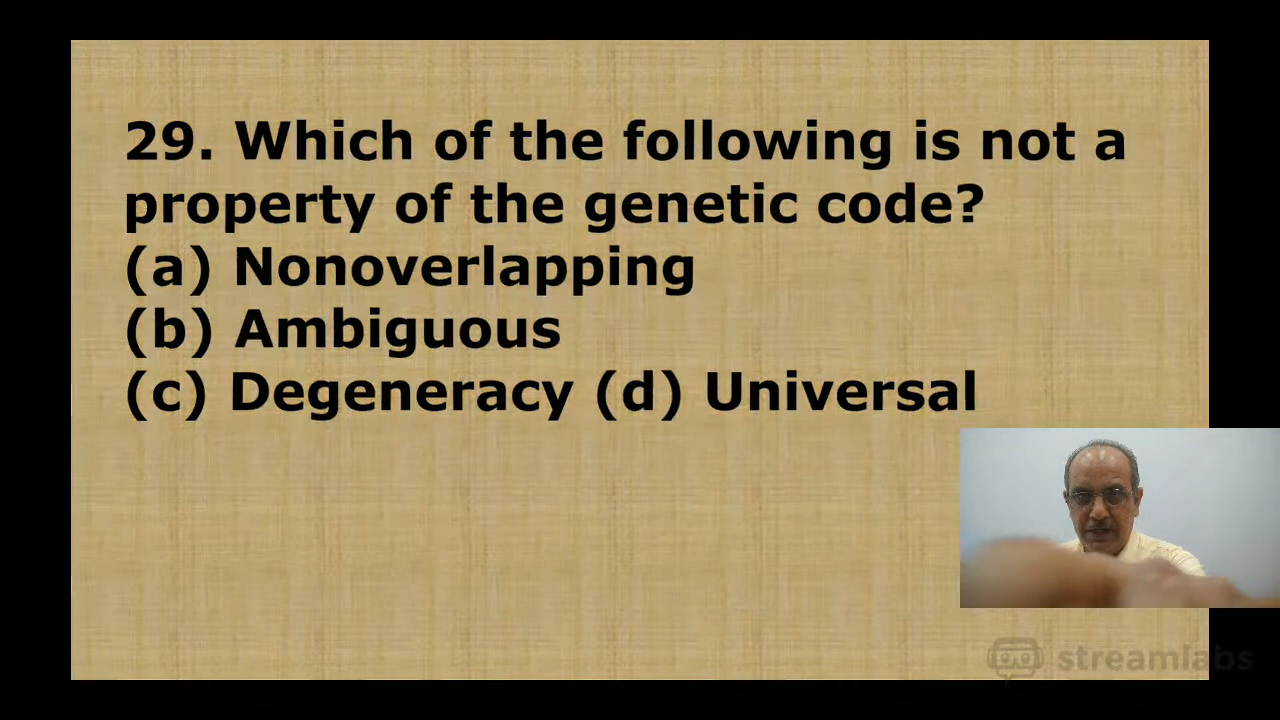 29. Which of the following is not a
property of the genetic code?
(a) Nonoverlapping
(b) Ambiguous
(c) Degeneracy (d) Universal
streamlabs